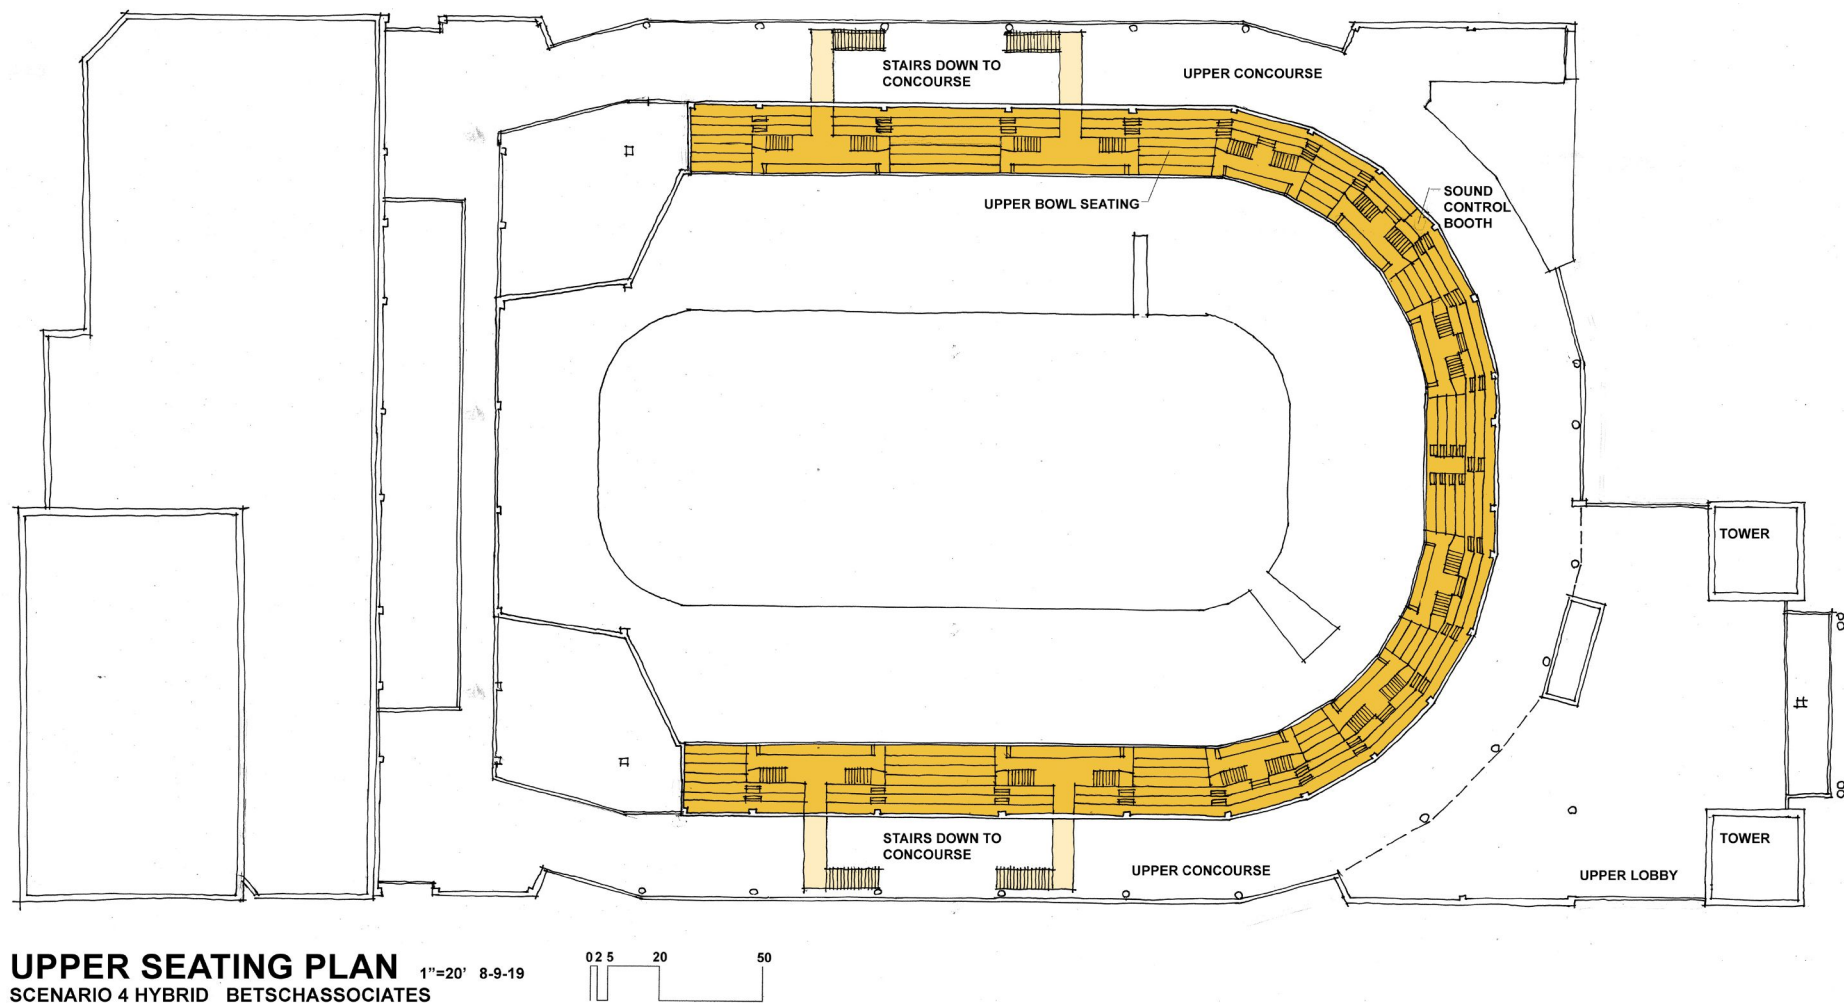 STAIRS DOWN TO
CONCOURSE
UPPER CONCOURSE
UPPER BOWL SEATING
SOUND
CONTROL
BOOTH
TOWER
STAIRS DOWN TO
CONCOURSE
UPPER CONCOURSE
TOWER
UPPER LOBBY
UPPER SEATING PLAN 1"=20' 8-9-19
SCENARIO 4 HYBRID BETSCHASSOCIATES
0 2 5 20 50